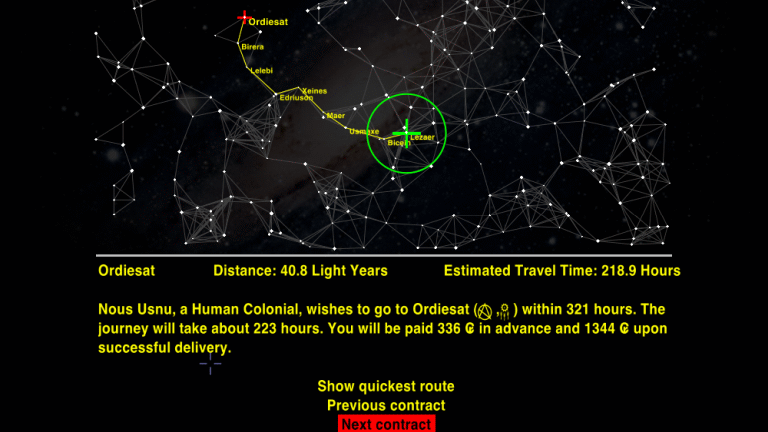 Ordiesat
Birera
Lelebi
Xeines
Edriuson
Maer
Usmaxe
Lezaer
Bicein
Ordiesat Distance: 40.8 Light Years Estimated Travel Time: 218.9 Hours
Nous Usnu, a Human Colonial, wishes to go to Ordiesat ( , ) within 321 hours. The
journey will take about 223 hours. You will be paid 336 ₢ in advance and 1344 ₢ upon
successful delivery.
Show quickest route
Previous contract
Next contract